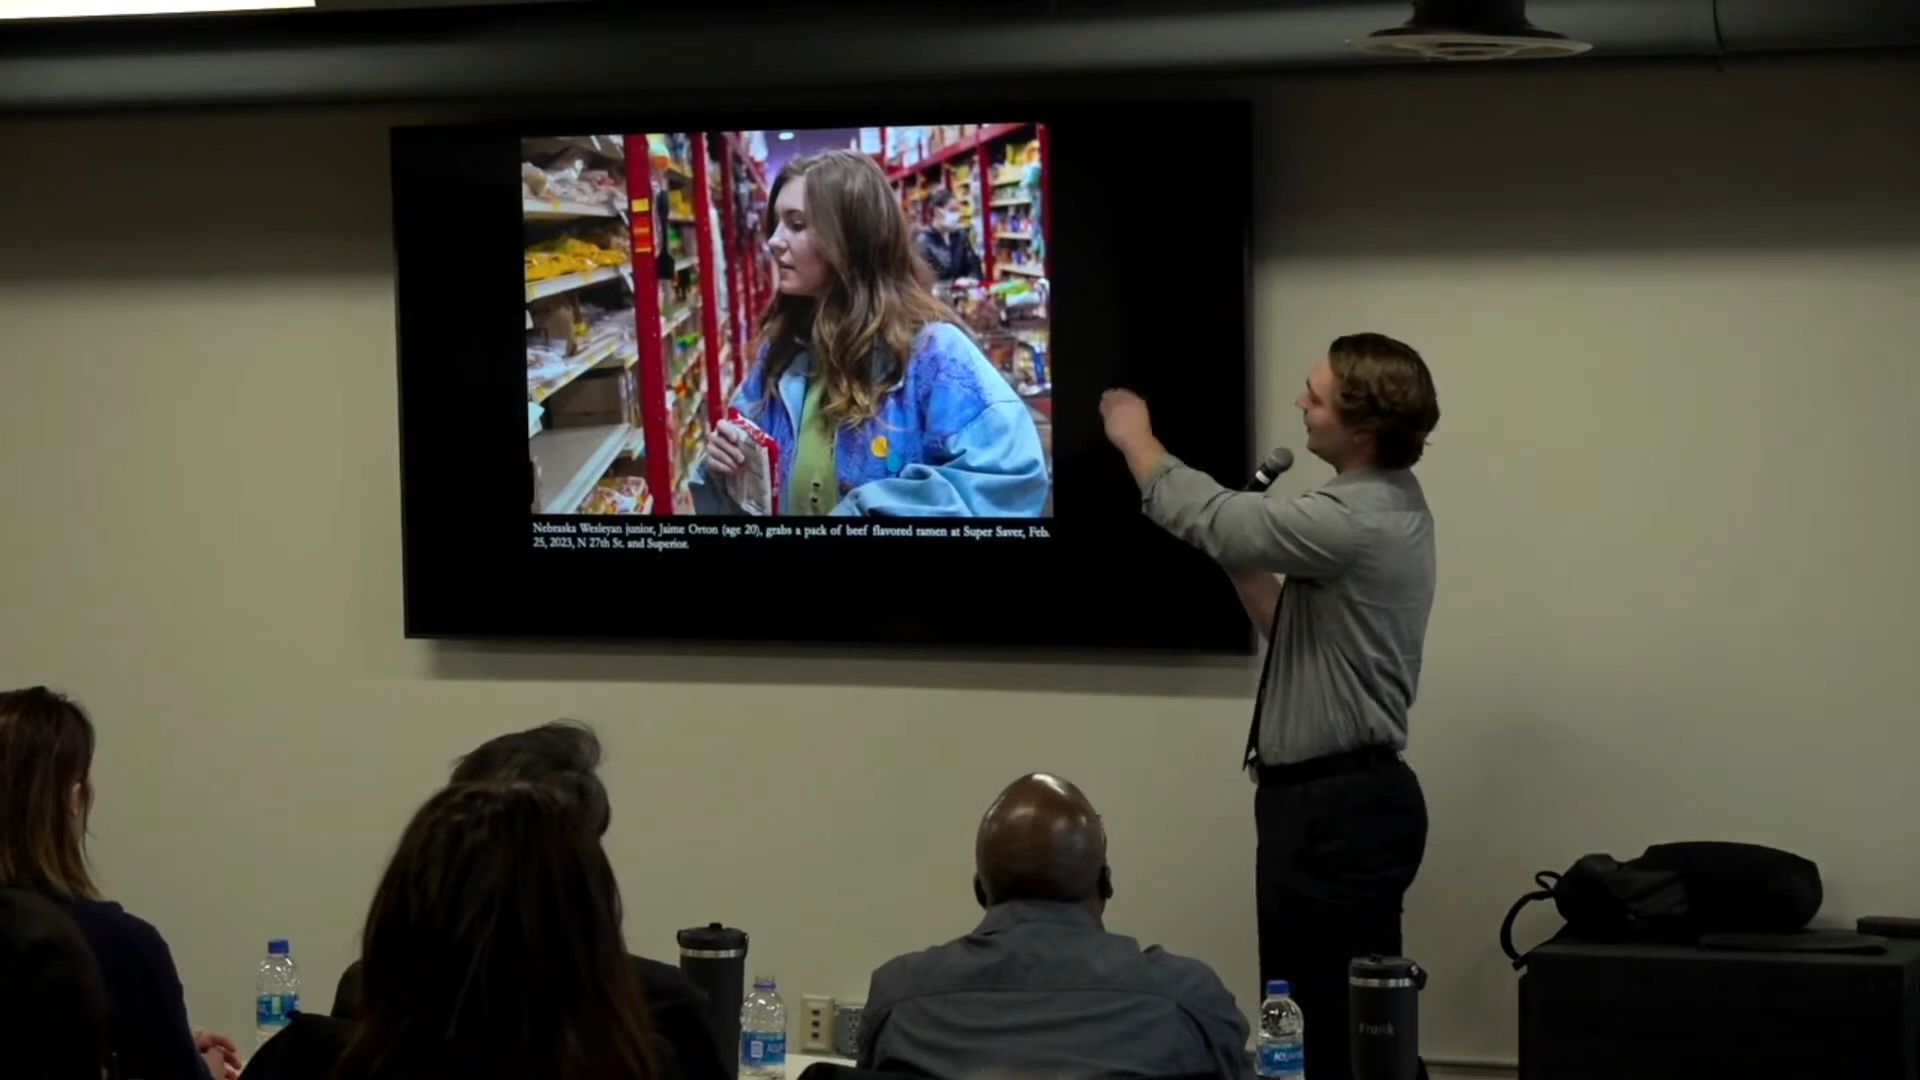 Nebraska Wesleyan junior, Jaime Orton (age 20), grabs a pack of beef flavored ramen at Super Saver, Feb.
25, 2023, N 27th St. and Superior.
Frank